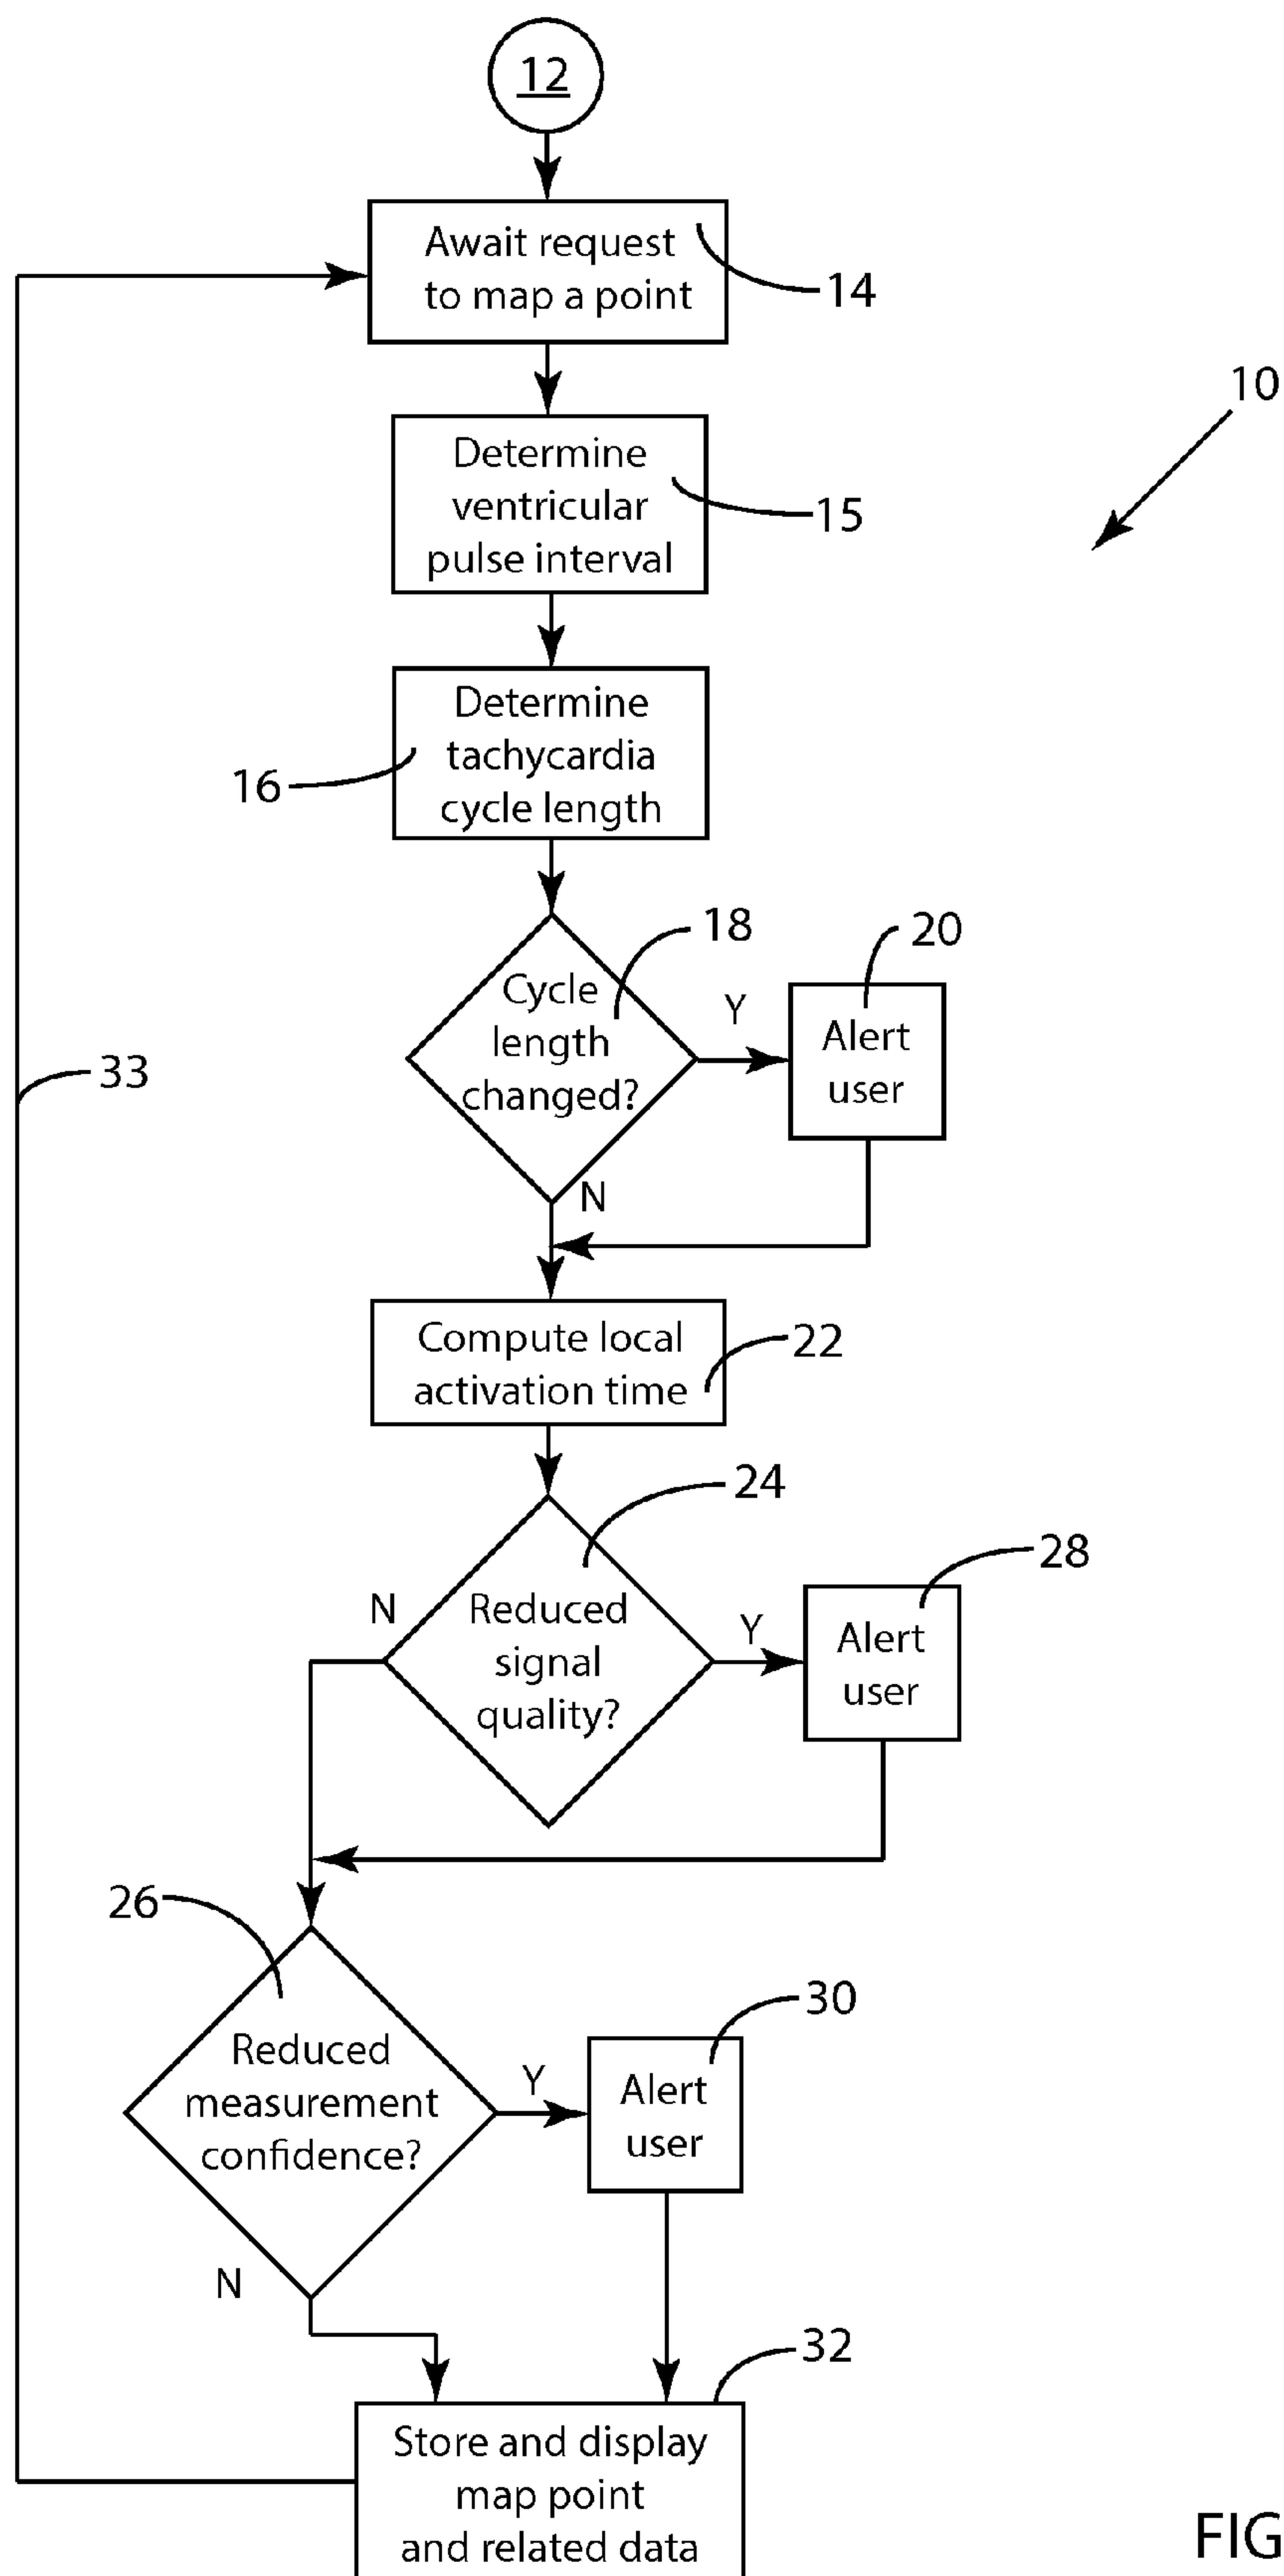 12
Await request
to map a point
14
10
Determine
ventricular
pulse interval
15
Determine
tachycardia
cycle length
16
18
20
Cycle
length
changed?
Y
Alert
user
33
N
Compute local
activation time
22
24
28
N
Reduced
signal
quality?
Y
Alert
user
26
30
Reduced
measurement
confidence?
Y
Alert
user
N
32
Store and display
map point
and related data
FIG